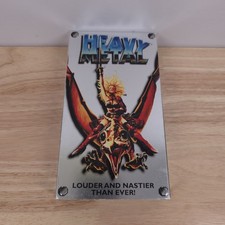 HEAVY
METAL
LOUDER AND NASTIER
THAN EVER!